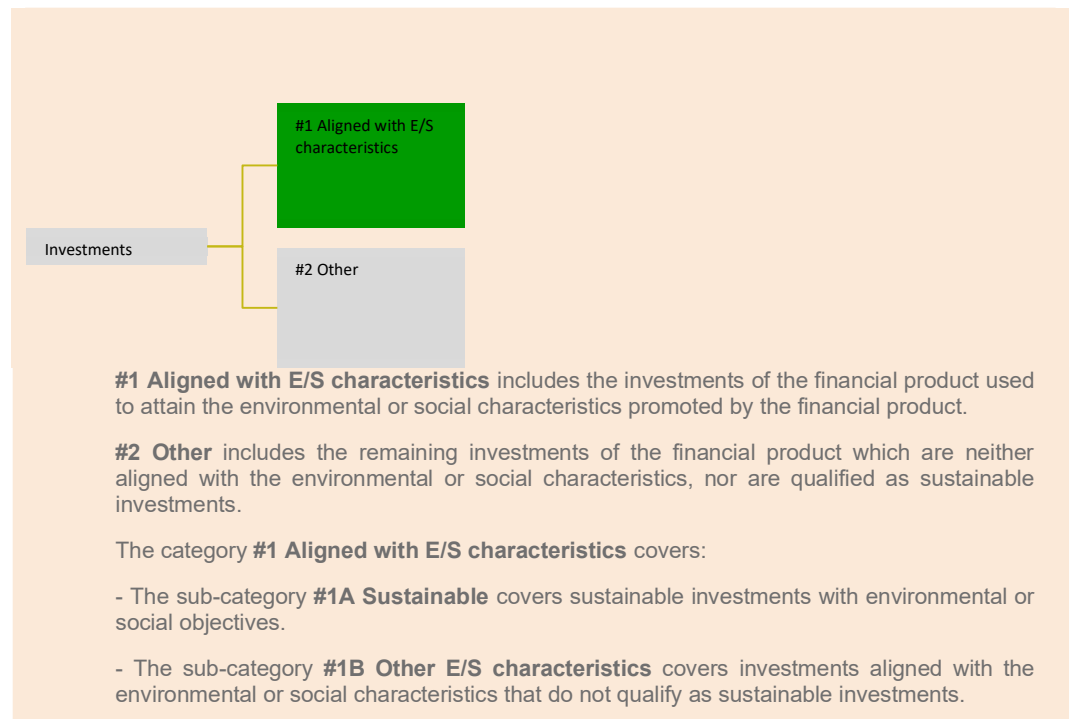 #1 Aligned with E/S
characteristics
Investments
#2 Other
#1 Aligned with E/S characteristics includes the investments of the financial product used
to attain the environmental or social characteristics promoted by the financial product.
#2 Other includes the remaining investments of the financial product which are neither
aligned with the environmental or social characteristics, nor are qualified as sustainable
investments.
The category #1 Aligned with E/S characteristics covers:
- The sub-category #1A Sustainable covers sustainable investments with environmental or
social objectives.
- The sub-category #1B Other E/S characteristics covers investments aligned with the
environmental or social characteristics that do not qualify as sustainable investments.